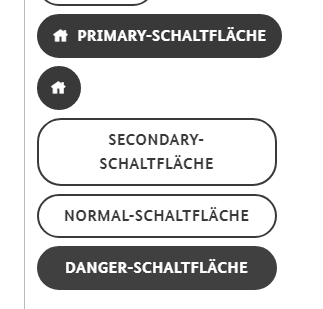 PRIMARY-SCHALTFLÄCHE
SECONDARY-
SCHALTFLÄCHE
NORMAL-SCHALTFLÄCHE
DANGER-SCHALTFLÄCHE